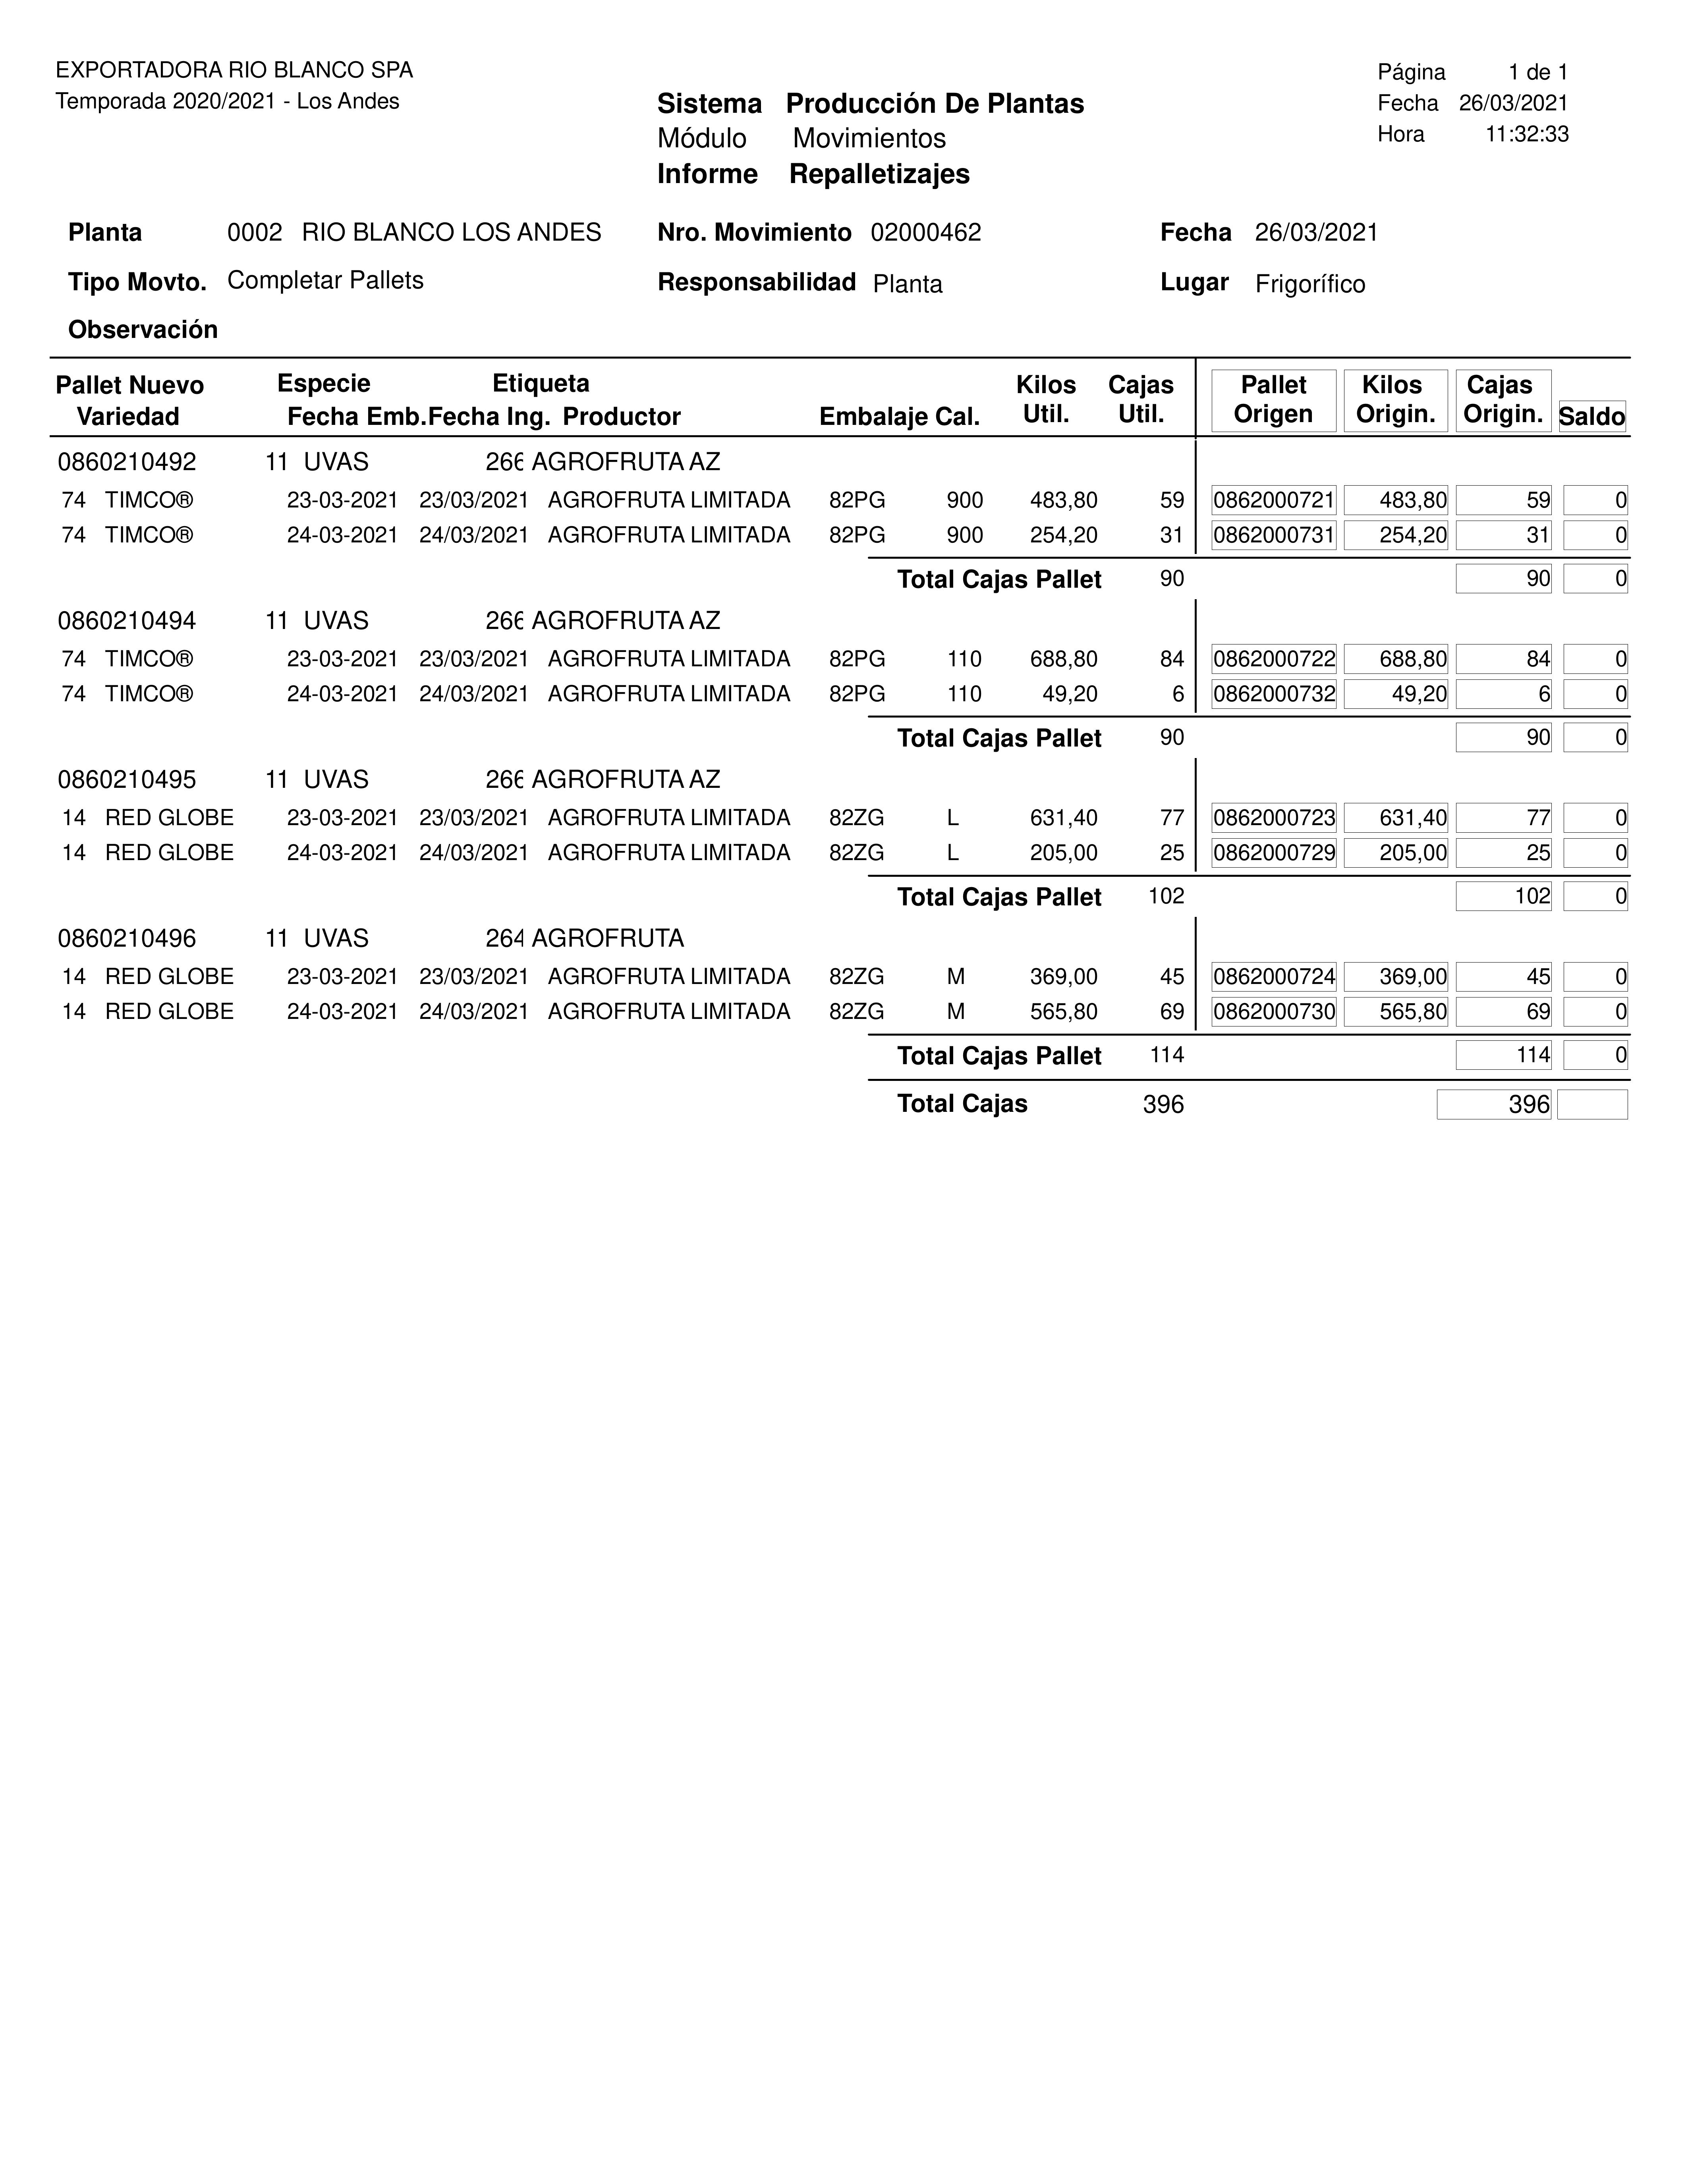 EXPORTADORA RIO BLANCO SPA
Temporada 2020/2021 - Los Andes
Sistema Producción De Plantas
Módulo Movimientos
Informe Repalletizajes
Página 1 de 1
Fecha 26/03/2021
Hora 11:32:33
Planta 0002 RIO BLANCO LOS ANDES Nro. Movimiento 02000462 Fecha 26/03/2021
Tipo Movto. Completar Pallets Responsabilidad Planta Lugar Frigorífico
Observación
Pallet Nuevo Especie Etiqueta Kilos Cajas Pallet Kilos Cajas
Variedad Fecha Emb. Fecha Ing. Productor Embalaje Cal. Util. Util. Origen Origin. Origin. Saldo
0860210492 11 UVAS 266 AGROFRUTA AZ
74 TIMCO® 23-03-2021 23/03/2021 AGROFRUTA LIMITADA 82PG 900 483,80 59 0862000721 483,80 59 0
74 TIMCO® 24-03-2021 24/03/2021 AGROFRUTA LIMITADA 82PG 900 254,20 31 0862000731 254,20 31 0
Total Cajas Pallet 90 90 0
0860210494 11 UVAS 266 AGROFRUTA AZ
74 TIMCO® 23-03-2021 23/03/2021 AGROFRUTA LIMITADA 82PG 110 688,80 84 0862000722 688,80 84 0
74 TIMCO® 24-03-2021 24/03/2021 AGROFRUTA LIMITADA 82PG 110 49,20 6 0862000732 49,20 6 0
Total Cajas Pallet 90 90 0
0860210495 11 UVAS 266 AGROFRUTA AZ
14 RED GLOBE 23-03-2021 23/03/2021 AGROFRUTA LIMITADA 82ZG L 631,40 77 0862000723 631,40 77 0
14 RED GLOBE 24-03-2021 24/03/2021 AGROFRUTA LIMITADA 82ZG L 205,00 25 0862000729 205,00 25 0
Total Cajas Pallet 102 102 0
0860210496 11 UVAS 264 AGROFRUTA
14 RED GLOBE 23-03-2021 23/03/2021 AGROFRUTA LIMITADA 82ZG M 369,00 45 0862000724 369,00 45 0
14 RED GLOBE 24-03-2021 24/03/2021 AGROFRUTA LIMITADA 82ZG M 565,80 69 0862000730 565,80 69 0
Total Cajas Pallet 114 114 0
Total Cajas 396 396